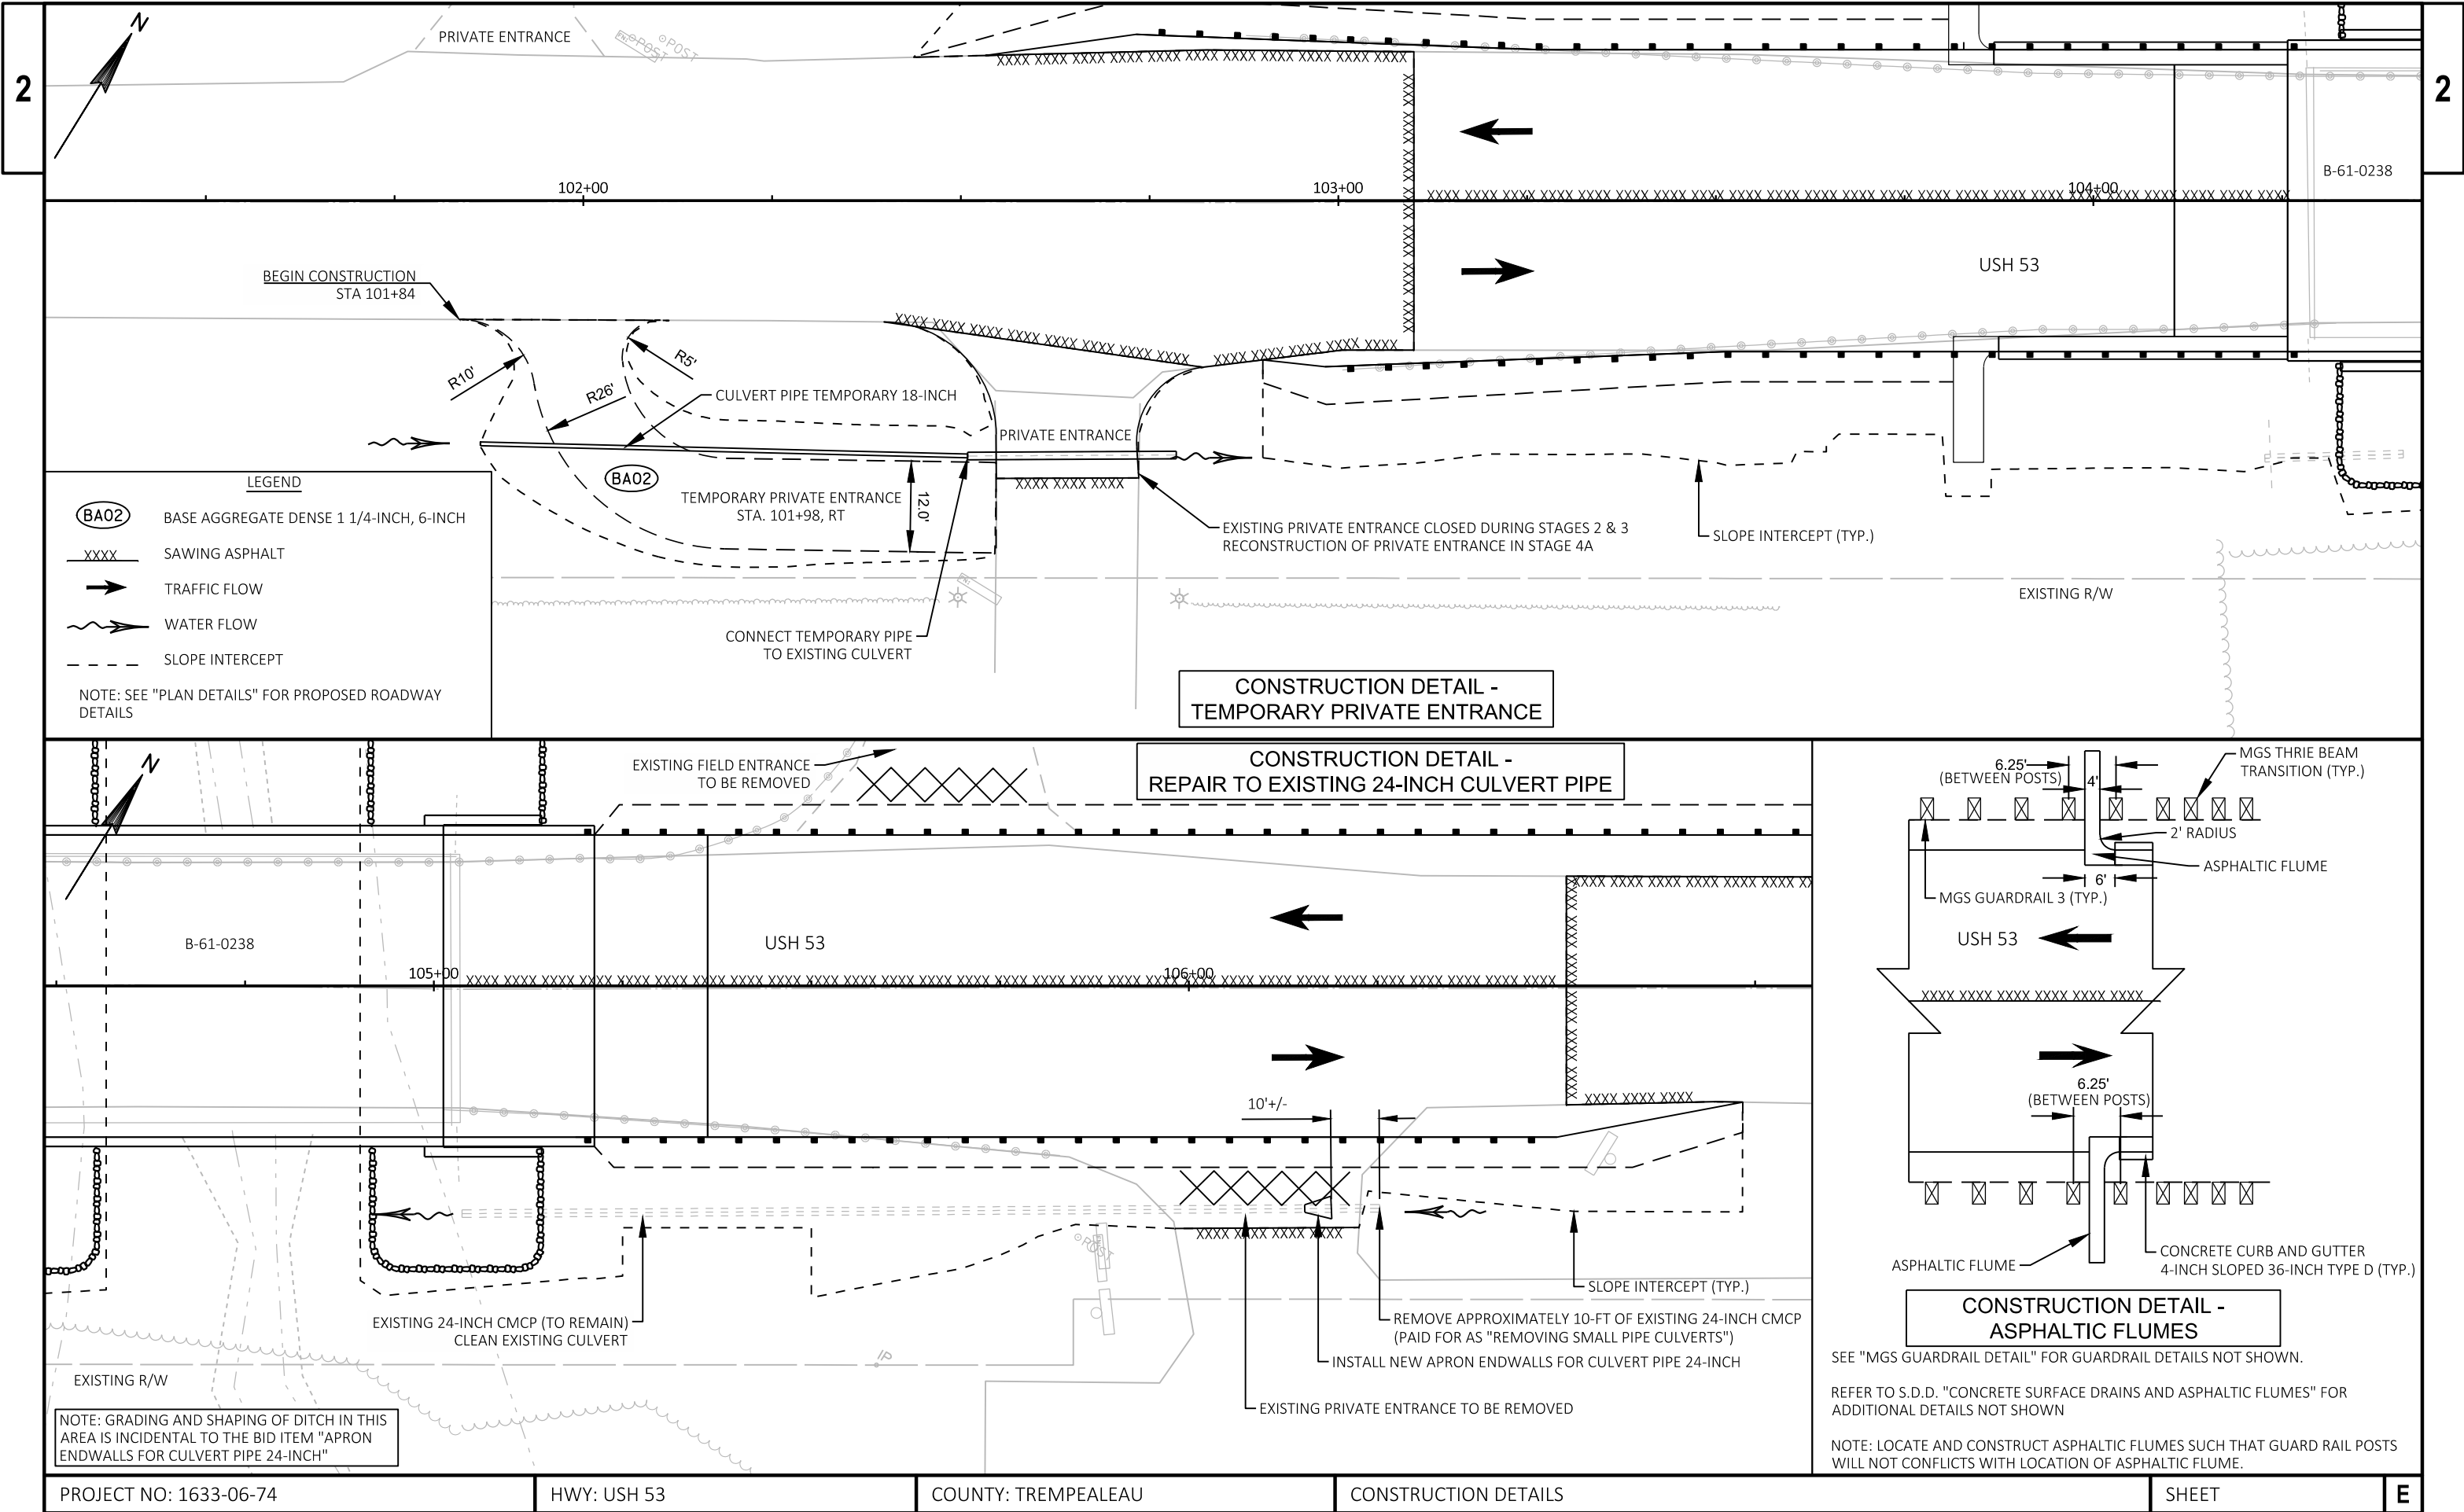 2
2
N
PRIVATE ENTRANCE
POST
POST
102+00
103+00
104+00
B-61-0238
BEGIN CONSTRUCTION
STA 101+84
USH 53
R10'
R26'
R5'
CULVERT PIPE TEMPORARY 18-INCH
PRIVATE ENTRANCE
BA02
TEMPORARY PRIVATE ENTRANCE
STA. 101+98, RT
12.0'
EXISTING PRIVATE ENTRANCE CLOSED DURING STAGES 2 & 3
RECONSTRUCTION OF PRIVATE ENTRANCE IN STAGE 4A
SLOPE INTERCEPT (TYP.)
EXISTING R/W
CONNECT TEMPORARY PIPE
TO EXISTING CULVERT
LEGEND
BA02
BASE AGGREGATE DENSE 1 1/4-INCH, 6-INCH
XXXX
SAWING ASPHALT
TRAFFIC FLOW
WATER FLOW
SLOPE INTERCEPT
NOTE: SEE "PLAN DETAILS" FOR PROPOSED ROADWAY
DETAILS
CONSTRUCTION DETAIL -
TEMPORARY PRIVATE ENTRANCE
N
EXISTING FIELD ENTRANCE
TO BE REMOVED
CONSTRUCTION DETAIL -
REPAIR TO EXISTING 24-INCH CULVERT PIPE
B-61-0238
USH 53
105+00
106+00
10'+/-
POST
IP
SLOPE INTERCEPT (TYP.)
EXISTING 24-INCH CMCP (TO REMAIN)
CLEAN EXISTING CULVERT
REMOVE APPROXIMATELY 10-FT OF EXISTING 24-INCH CMCP
(PAID FOR AS "REMOVING SMALL PIPE CULVERTS")
INSTALL NEW APRON ENDWALLS FOR CULVERT PIPE 24-INCH
EXISTING PRIVATE ENTRANCE TO BE REMOVED
EXISTING R/W
NOTE: GRADING AND SHAPING OF DITCH IN THIS
AREA IS INCIDENTAL TO THE BID ITEM "APRON
ENDWALLS FOR CULVERT PIPE 24-INCH"
6.25'
(BETWEEN POSTS)
4'
MGS THRIE BEAM
TRANSITION (TYP.)
2' RADIUS
ASPHALTIC FLUME
6'
MGS GUARDRAIL 3 (TYP.)
USH 53
XXXX XXXX XXXX XXXX XXXX XXXX
6.25'
(BETWEEN POSTS)
ASPHALTIC FLUME
CONCRETE CURB AND GUTTER
4-INCH SLOPED 36-INCH TYPE D (TYP.)
CONSTRUCTION DETAIL -
ASPHALTIC FLUMES
SEE "MGS GUARDRAIL DETAIL" FOR GUARDRAIL DETAILS NOT SHOWN.
REFER TO S.D.D. "CONCRETE SURFACE DRAINS AND ASPHALTIC FLUMES" FOR
ADDITIONAL DETAILS NOT SHOWN
NOTE: LOCATE AND CONSTRUCT ASPHALTIC FLUMES SUCH THAT GUARD RAIL POSTS
WILL NOT CONFLICTS WITH LOCATION OF ASPHALTIC FLUME.
PROJECT NO: 1633-06-74
HWY: USH 53
COUNTY: TREMPEALEAU
CONSTRUCTION DETAILS
SHEET
E